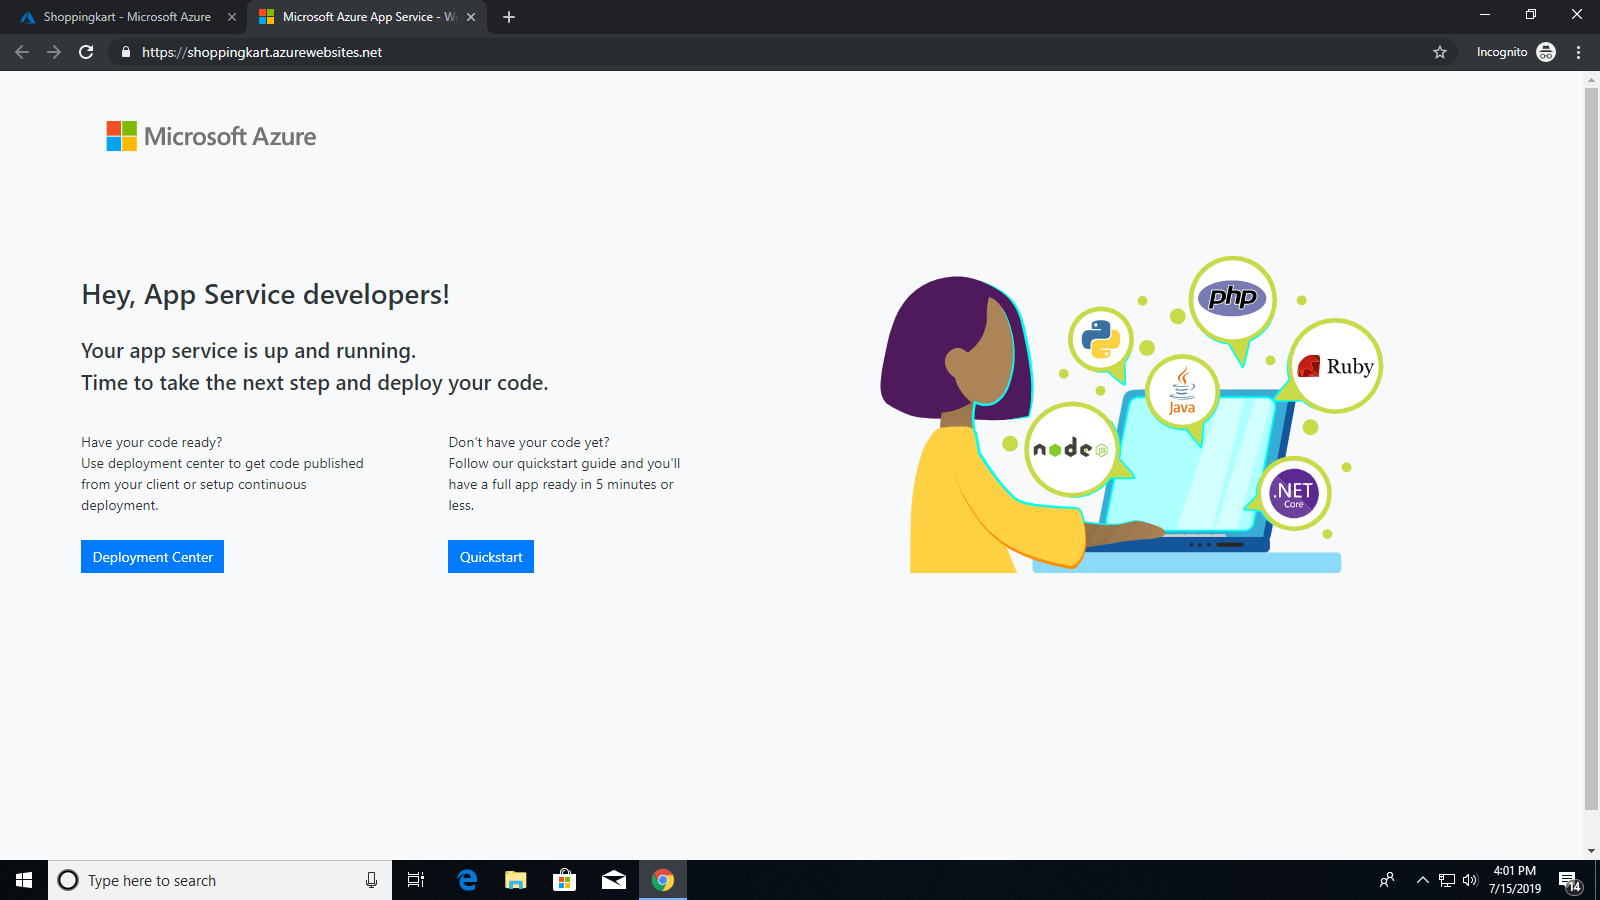 Shoppingkart - Microsoft Azure
Microsoft Azure App Service - We
https://shoppingkart.azurewebsites.net
Incognito
Microsoft Azure
Hey, App Service developers!
Your app service is up and running.
Time to take the next step and deploy your code.
Have your code ready?
Use deployment center to get code published
from your client or setup continuous
deployment.
Deployment Center
Don't have your code yet?
Follow our quickstart guide and you'll
have a full app ready in 5 minutes or
less.
Quickstart
php
Ruby
Java
node
JS
.NET
Core
Type here to search
4:01 PM
7/15/2019
14